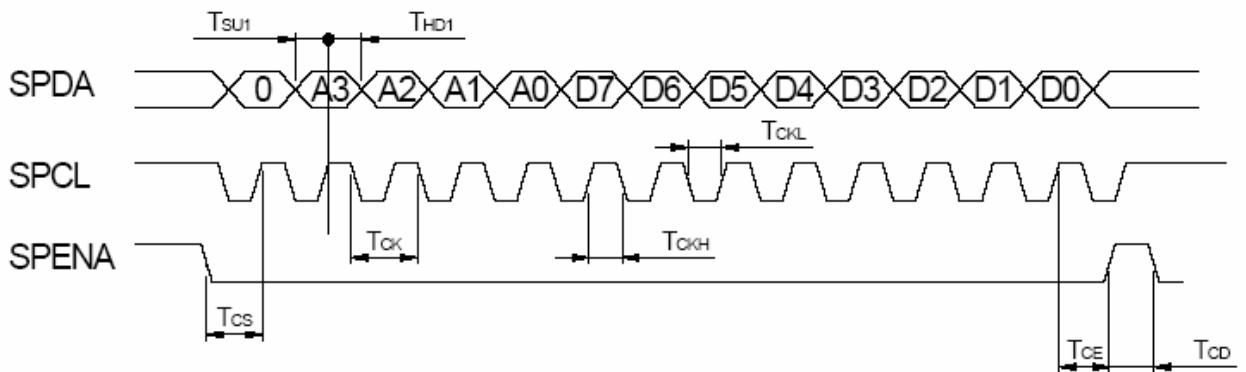 TSU1 THD1
SPDA 0 A3 A2 A1 A0 D7 D6 D5 D4 D3 D2 D1 D0
TCKL
SPCL
TCK TCKH
SPENA
TCS TCE TCD